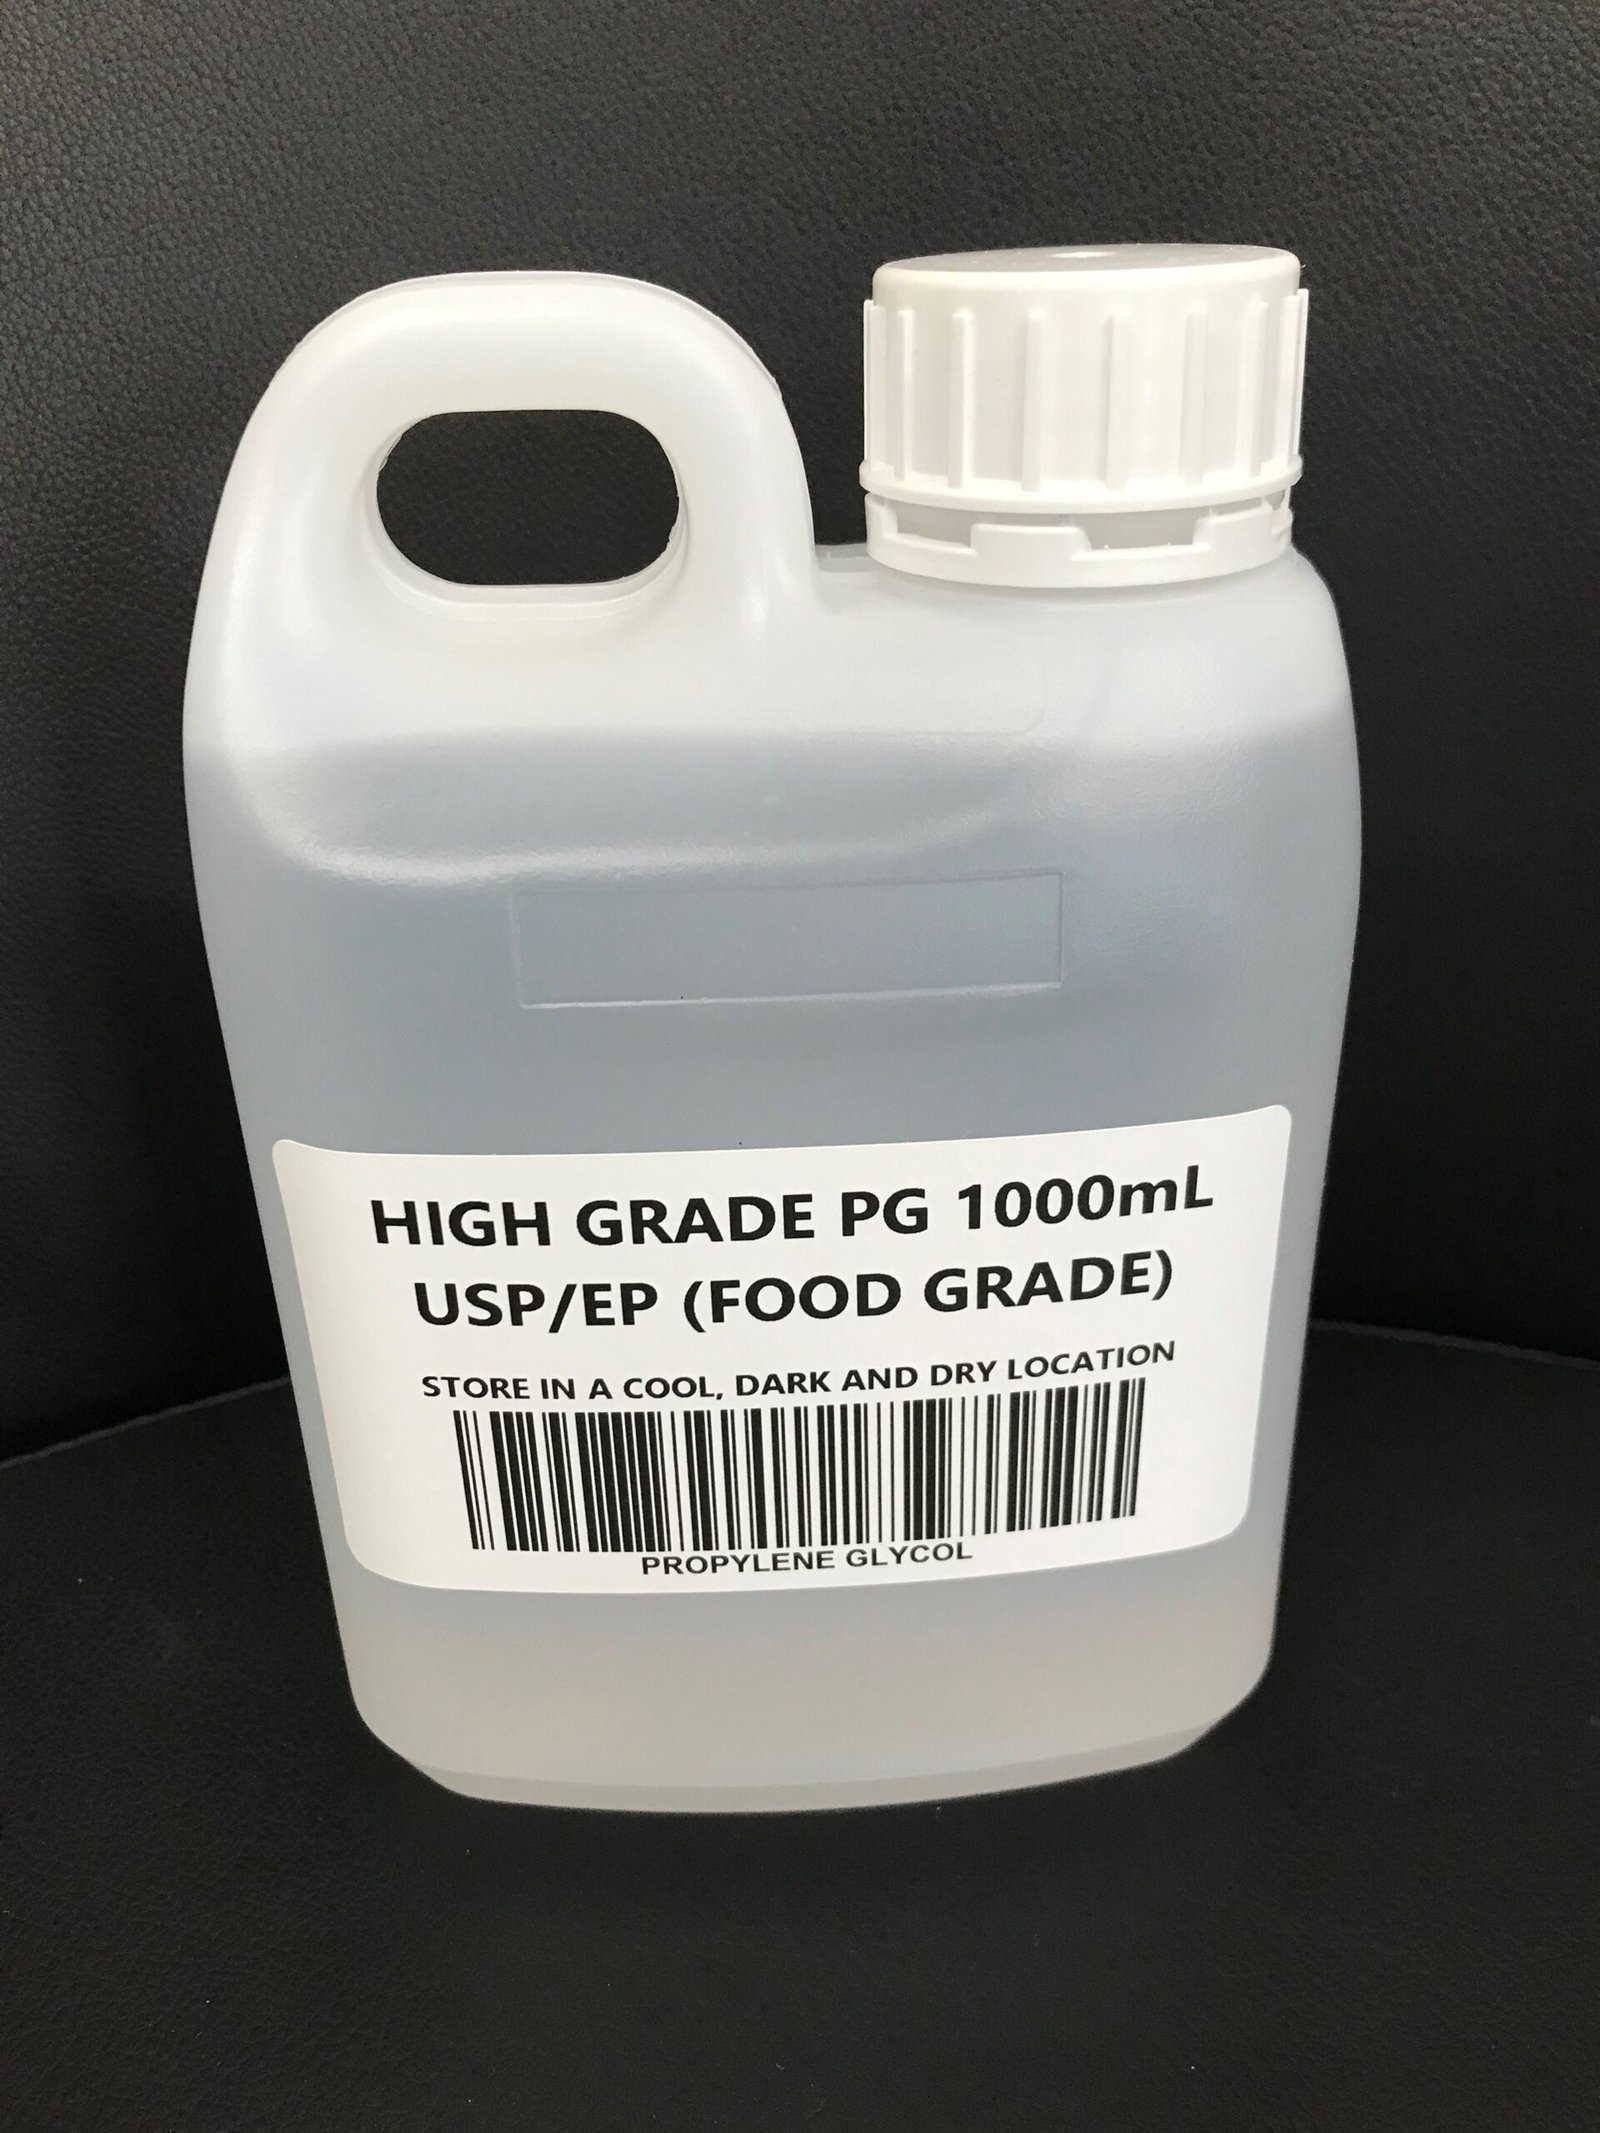 HIGH GRADE PG 1000mL
USP/EP (FOOD GRADE)
STORE IN A COOL, DARK AND DRY LOCATION
PROPYLENE GLYCOL